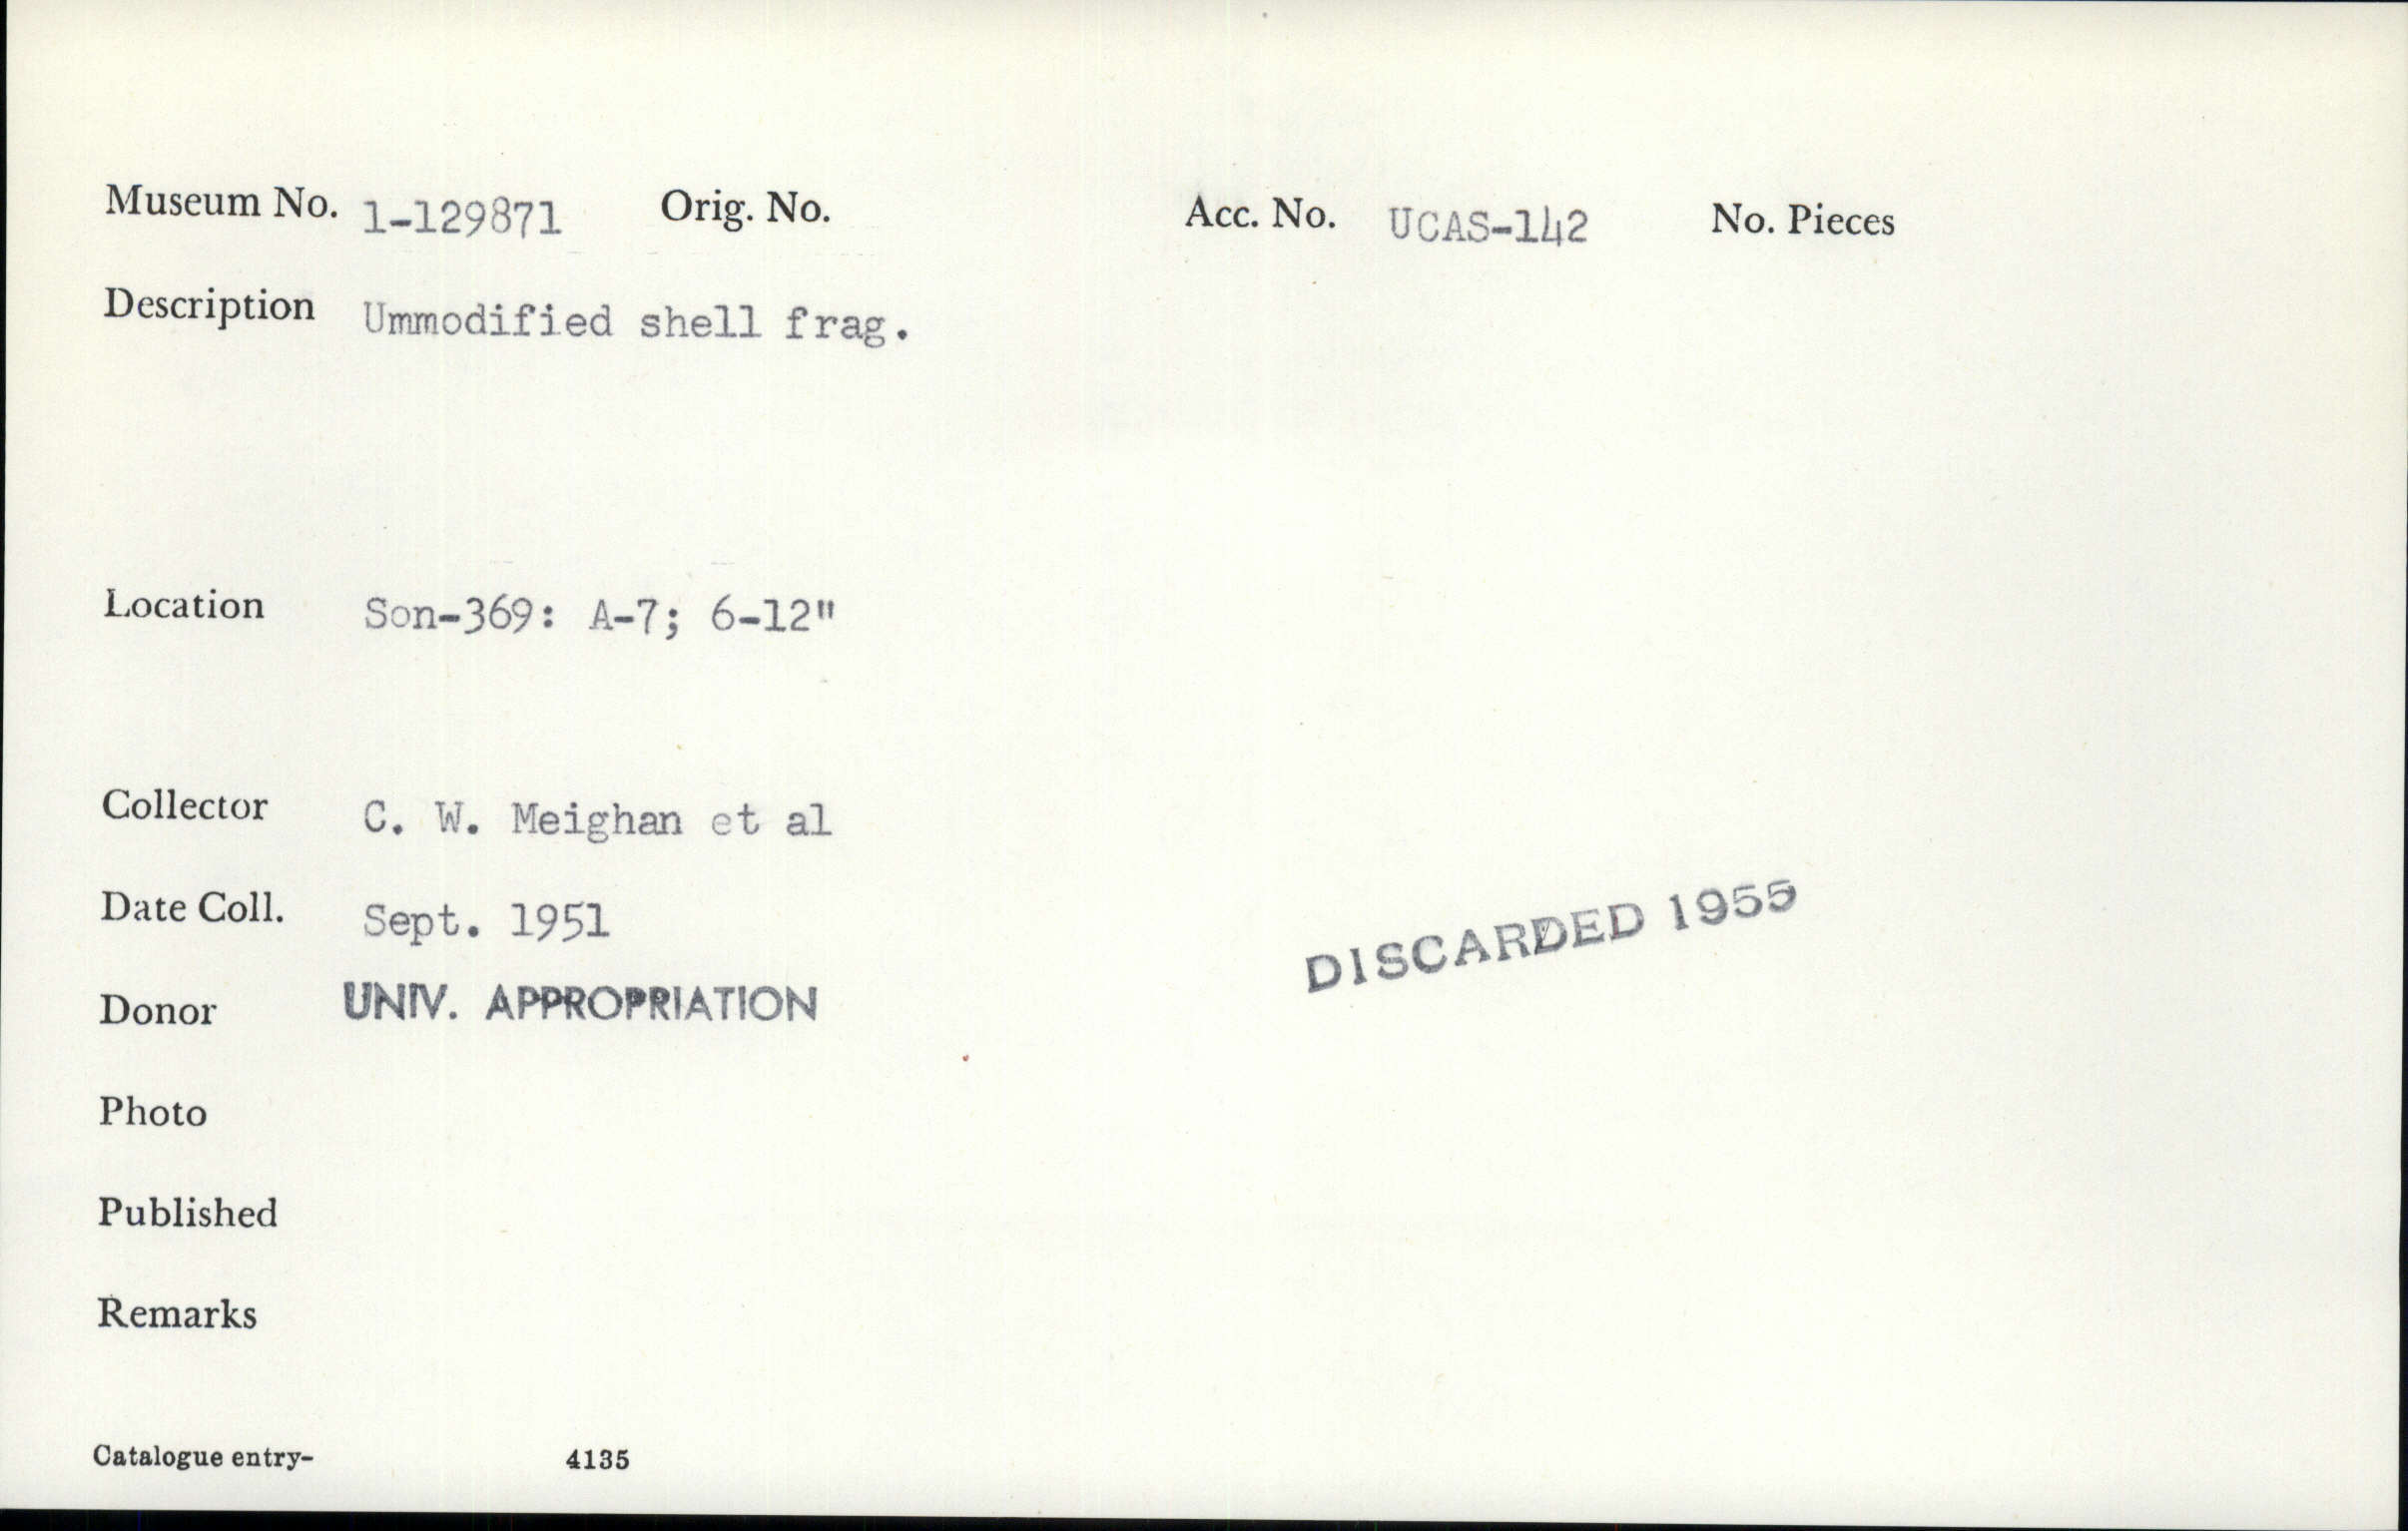 Museum No. 1-129871 Orig. No. Acc. No. UCAS-142 No. Pieces
Description Ummodified shell frag.
Location Son-369: A-7; 6-12"
Collector C. W. Meighan et al
Date Coll. Sept. 1951
DISCARDED 1955
Donor UNIV. APPROPRIATION
Photo
Published
Remarks
Catalogue entry- 4135